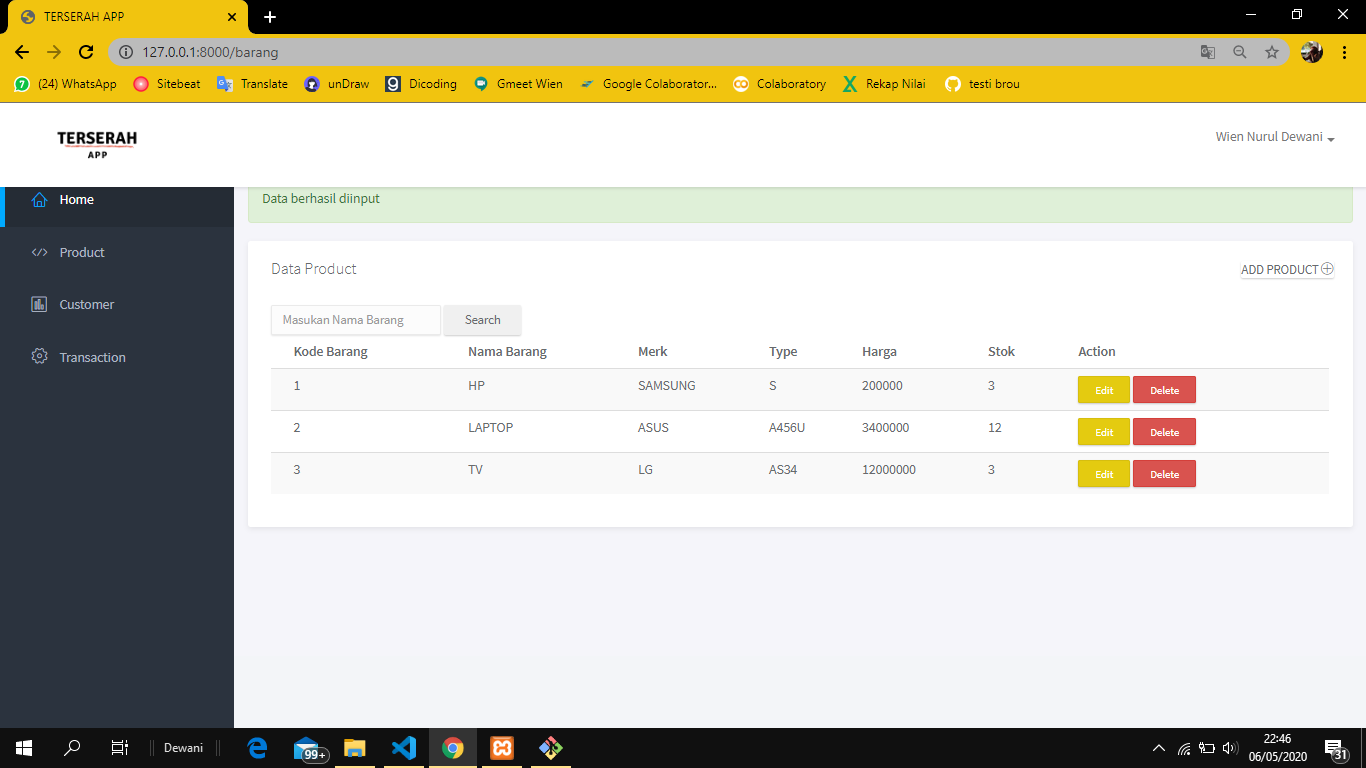 TERSERAH APP
127.0.0.1:8000/barang
(24) WhatsApp Sitebeat Translate unDraw Dicoding Gmeet Wien Google Colaborator... Colaboratory Rekap Nilai testi brou
TERSERAH
APP
Wien Nurul Dewani
Home
Product
Customer
Transaction
Data berhasil diinput
Data Product
ADD PRODUCT
Masukan Nama Barang Search
Kode Barang Nama Barang Merk Type Harga Stok Action
1 HP SAMSUNG S 200000 3 Edit Delete
2 LAPTOP ASUS A456U 3400000 12 Edit Delete
3 TV LG AS34 12000000 3 Edit Delete
Dewani
99+
22:46
06/05/2020
31